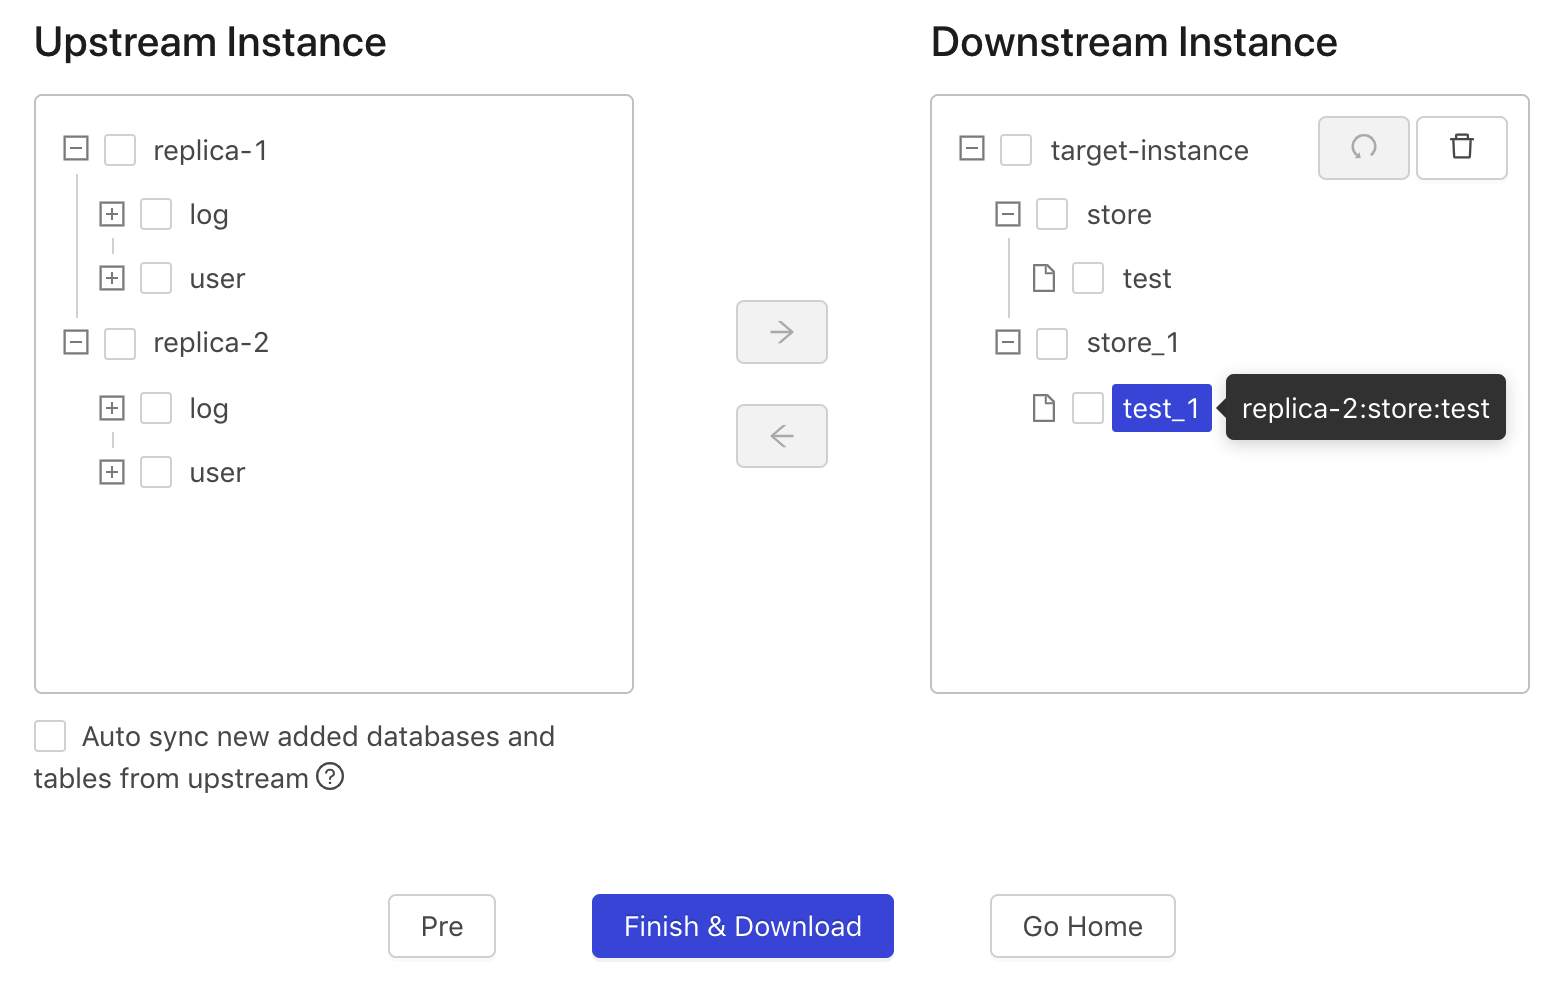 Upstream Instance
replica-1
log
user
replica-2
log
user
Auto sync new added databases and
tables from upstream
Downstream Instance
target-instance
store
test
store_1
test_1
replica-2:store:test
Pre
Finish & Download
Go Home